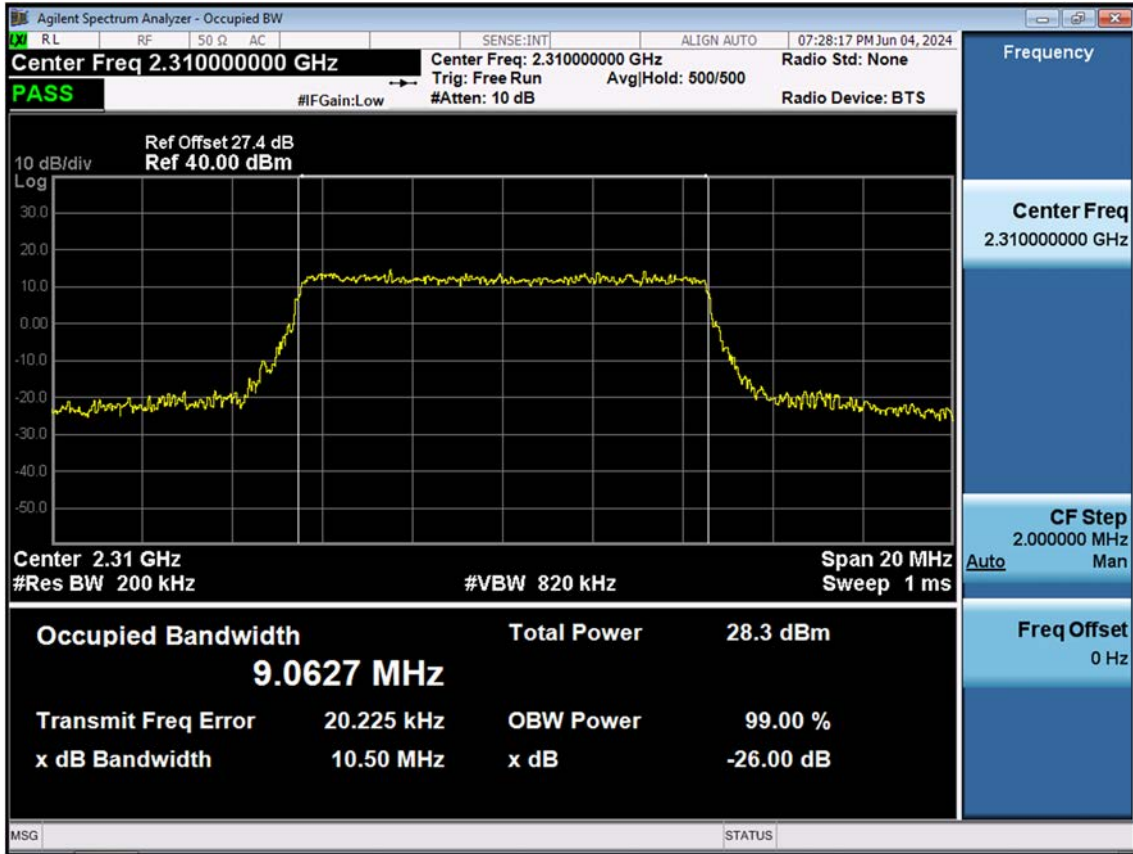 Agilent Spectrum Analyzer - Occupied BW
LXI RL RF 50 Ω AC SENSE:INT ALIGN AUTO 07:28:17 PM Jun 04, 2024
Center Freq 2.310000000 GHz
PASS
#IFGain:Low
Center Freq: 2.310000000 GHz
Trig: Free Run Avg|Hold: 500/500
#Atten: 10 dB
Radio Std: None
Radio Device: BTS
Ref Offset 27.4 dB
10 dB/div Ref 40.00 dBm
Log
30.0
20.0
10.0
0.00
-10.0
-20.0
-30.0
-40.0
-50.0
Center 2.31 GHz Span 20 MHz
#Res BW 200 kHz #VBW 820 kHz Sweep 1 ms
Occupied Bandwidth Total Power 28.3 dBm
9.0627 MHz
Transmit Freq Error 20.225 kHz OBW Power 99.00 %
x dB Bandwidth 10.50 MHz x dB -26.00 dB
MSG STATUS
Frequency
Center Freq
2.310000000 GHz
CF Step
2.000000 MHz
Auto Man
Freq Offset
0 Hz